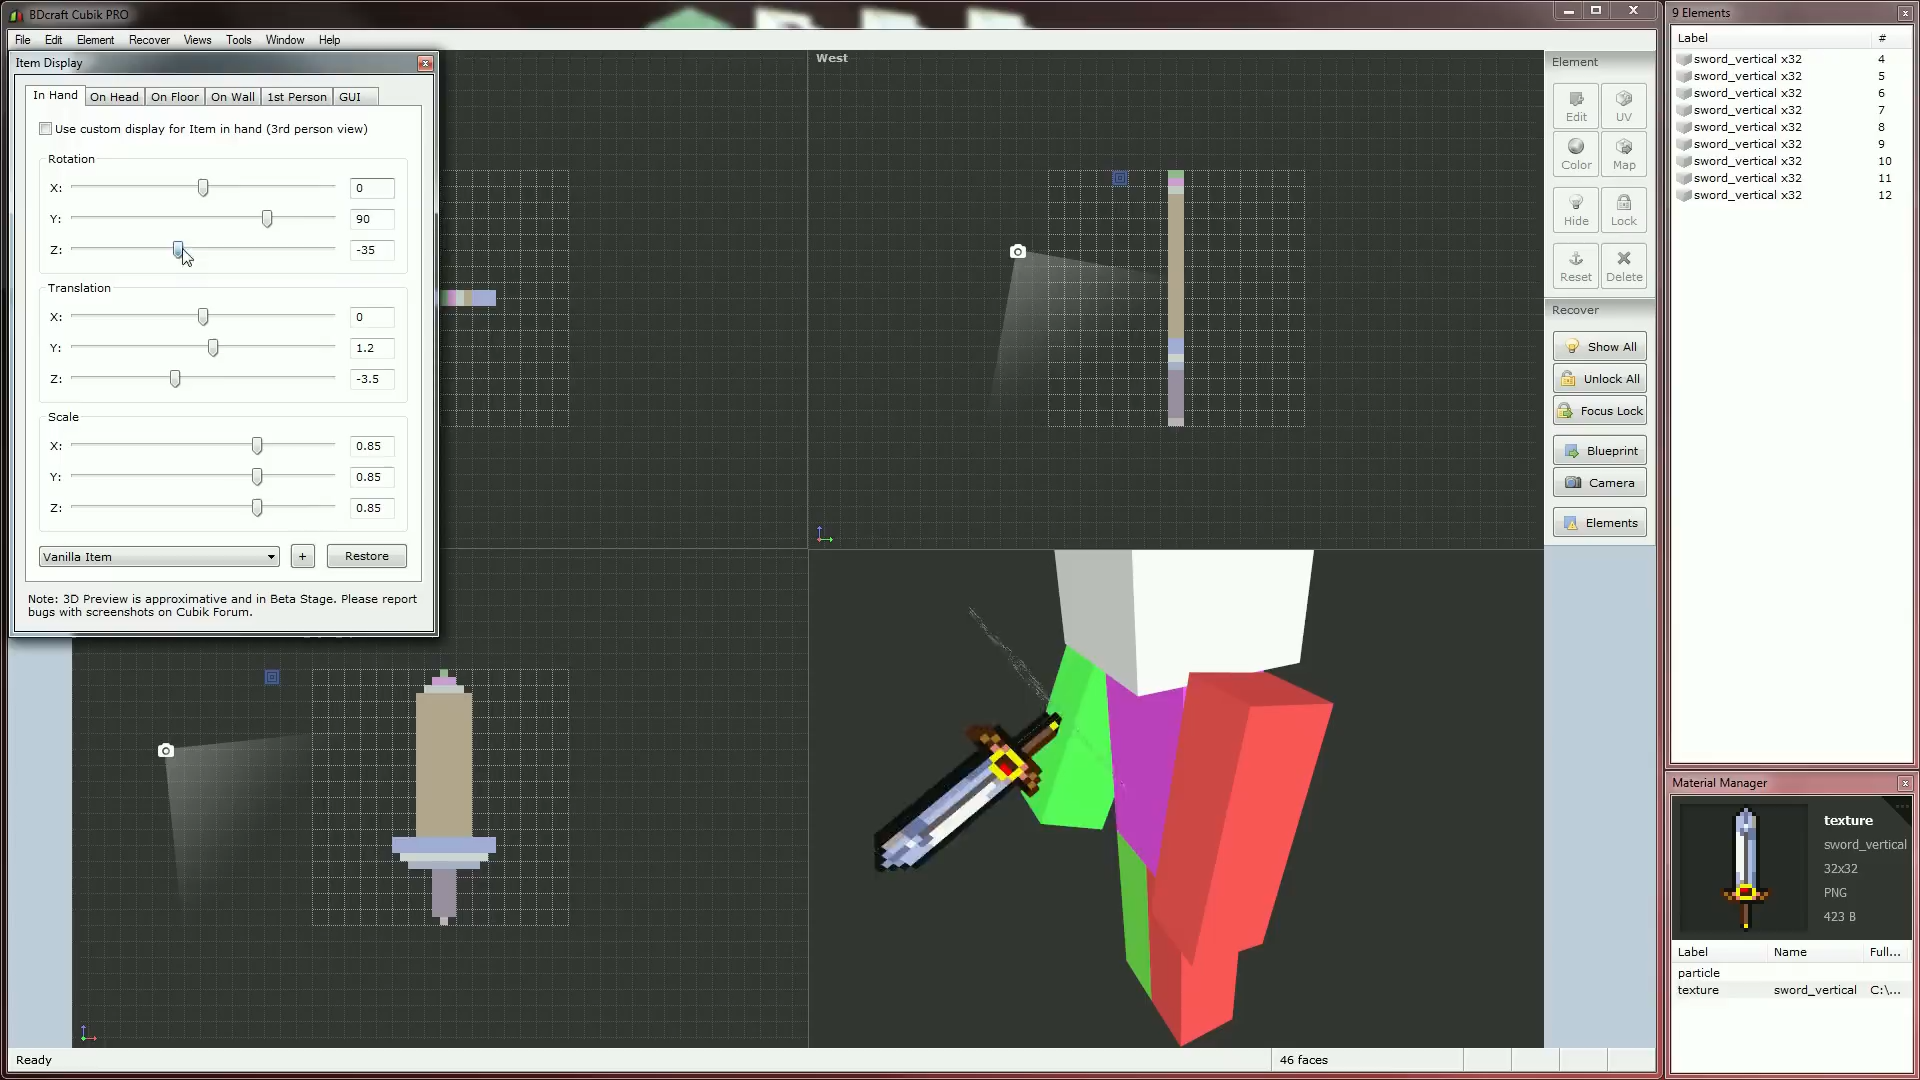 BDcraft Cubik PRO
File Edit Element Recover Views Tools Window Help
Item Display
In Hand On Head On Floor On Wall 1st Person GUI
Use custom display for Item in hand (3rd person view)
Rotation
X: 0
Y: 90
Z: -35
Translation
X: 0
Y: 1.2
Z: -3.5
Scale
X: 0.85
Y: 0.85
Z: 0.85
Vanilla Item + Restore
Note: 3D Preview is approximative and in Beta Stage. Please report
bugs with screenshots on Cubik Forum.
West
Element
Edit UV
Color Map
Hide Lock
Reset Delete
Recover
Show All
Unlock All
Focus Lock
Blueprint
Camera
Elements
9 Elements
Label #
sword_vertical x32 4
sword_vertical x32 5
sword_vertical x32 6
sword_vertical x32 7
sword_vertical x32 8
sword_vertical x32 9
sword_vertical x32 10
sword_vertical x32 11
sword_vertical x32 12
Material Manager
texture
sword_vertical
32x32
PNG
423 B
Label Name Full...
particle
texture sword_vertical C:\...
Ready
46 faces